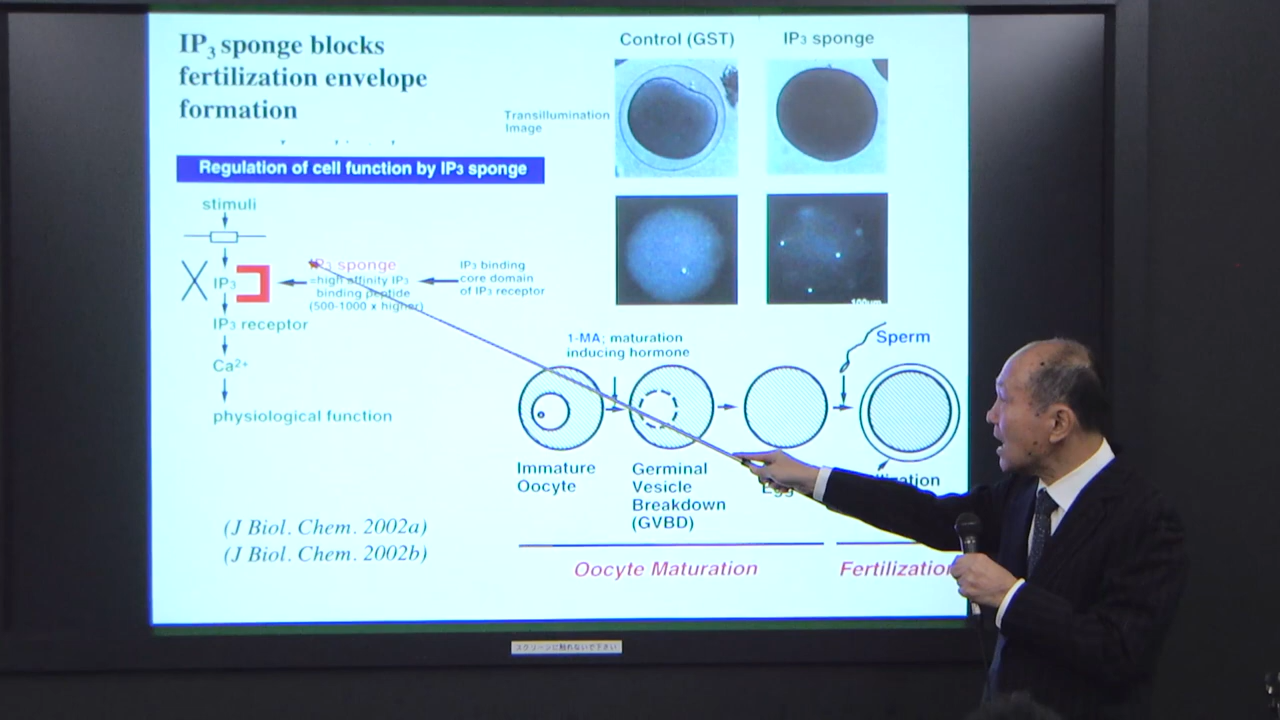 IP3 sponge blocks
fertilization envelope
formation
Regulation of cell function by IP3 sponge
stimuli
IP3
IP3 receptor
Ca2+
physiological function
IP3 sponge
=high affinity IP3
binding peptide
(500-1000 x higher)
IP3 binding
core domain
of IP3 receptor
(J Biol. Chem. 2002a)
(J Biol. Chem. 2002b)
Control (GST)
IP3 sponge
Transillumination
Image
100um
1-MA; maturation
inducing hormone
Sperm
Immature
Oocyte
Germinal
Vesicle
Breakdown
(GVBD)
Egg
Oocyte Maturation
Fertilization
スクリーンに触れないで下さい